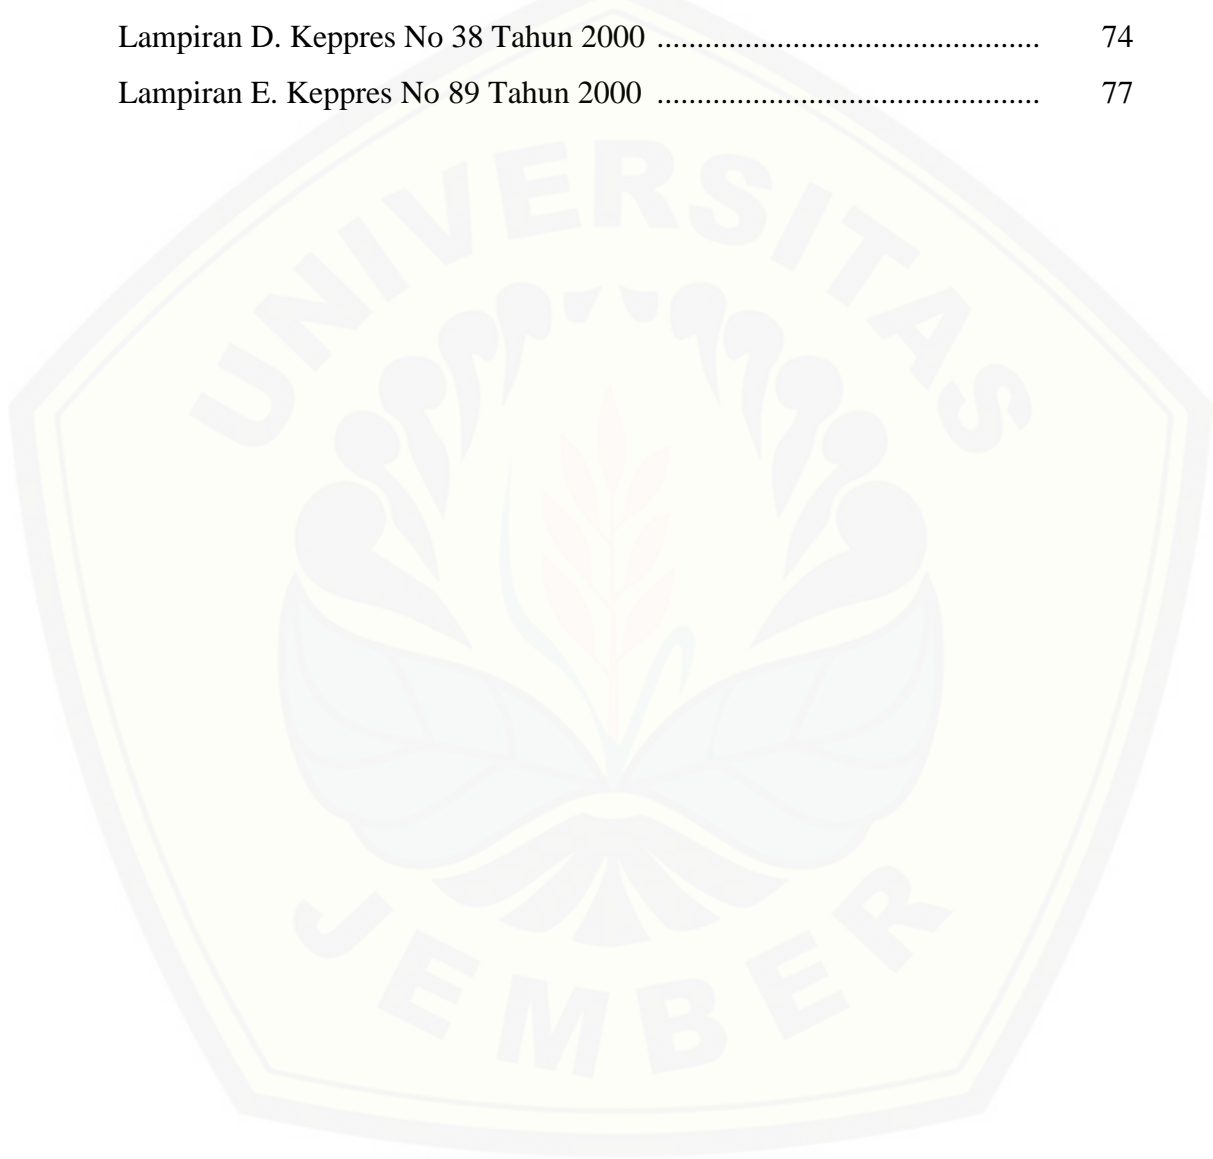 Lampiran D. Keppres No 38 Tahun 2000 ................................................ 74
Lampiran E. Keppres No 89 Tahun 2000 ................................................ 77
UNIVERSITAS
JEMBER